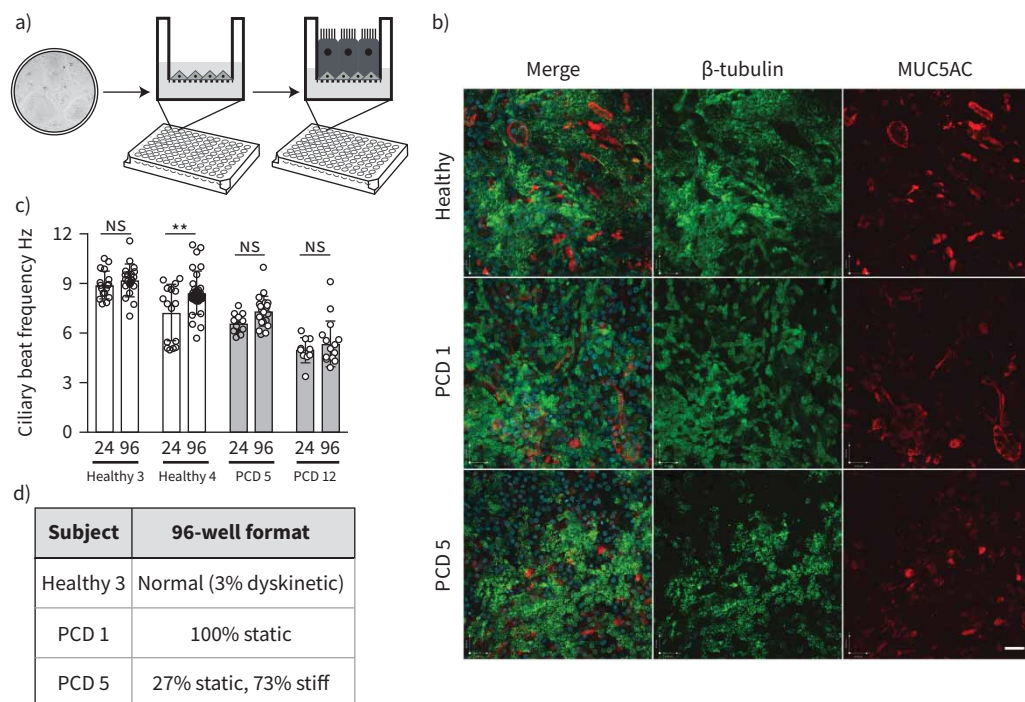 a)
b)
Merge
β-tubulin
MUC5AC
Healthy
PCD 1
PCD 5
c)
Ciliary beat frequency Hz
12
9
6
3
0
NS
**
NS
NS
24 96
24 96
24 96
24 96
Healthy 3
Healthy 4
PCD 5
PCD 12
d)
Subject
96-well format
Healthy 3
Normal (3% dyskinetic)
PCD 1
100% static
PCD 5
27% static, 73% stiff